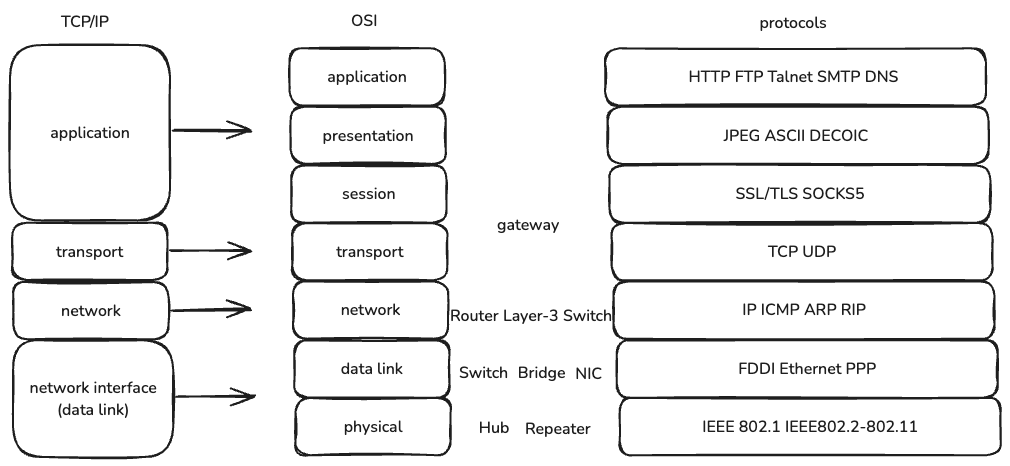 TCP/IP
OSI
protocols
application
application
HTTP FTP Talnet SMTP DNS
presentation
JPEG ASCII DECOIC
session
SSL/TLS SOCKS5
gateway
transport
transport
TCP UDP
network
network
Router Layer-3 Switch
IP ICMP ARP RIP
network interface
(data link)
data link
Switch Bridge NIC
FDDI Ethernet PPP
physical
Hub Repeater
IEEE 802.1 IEEE802.2-802.11